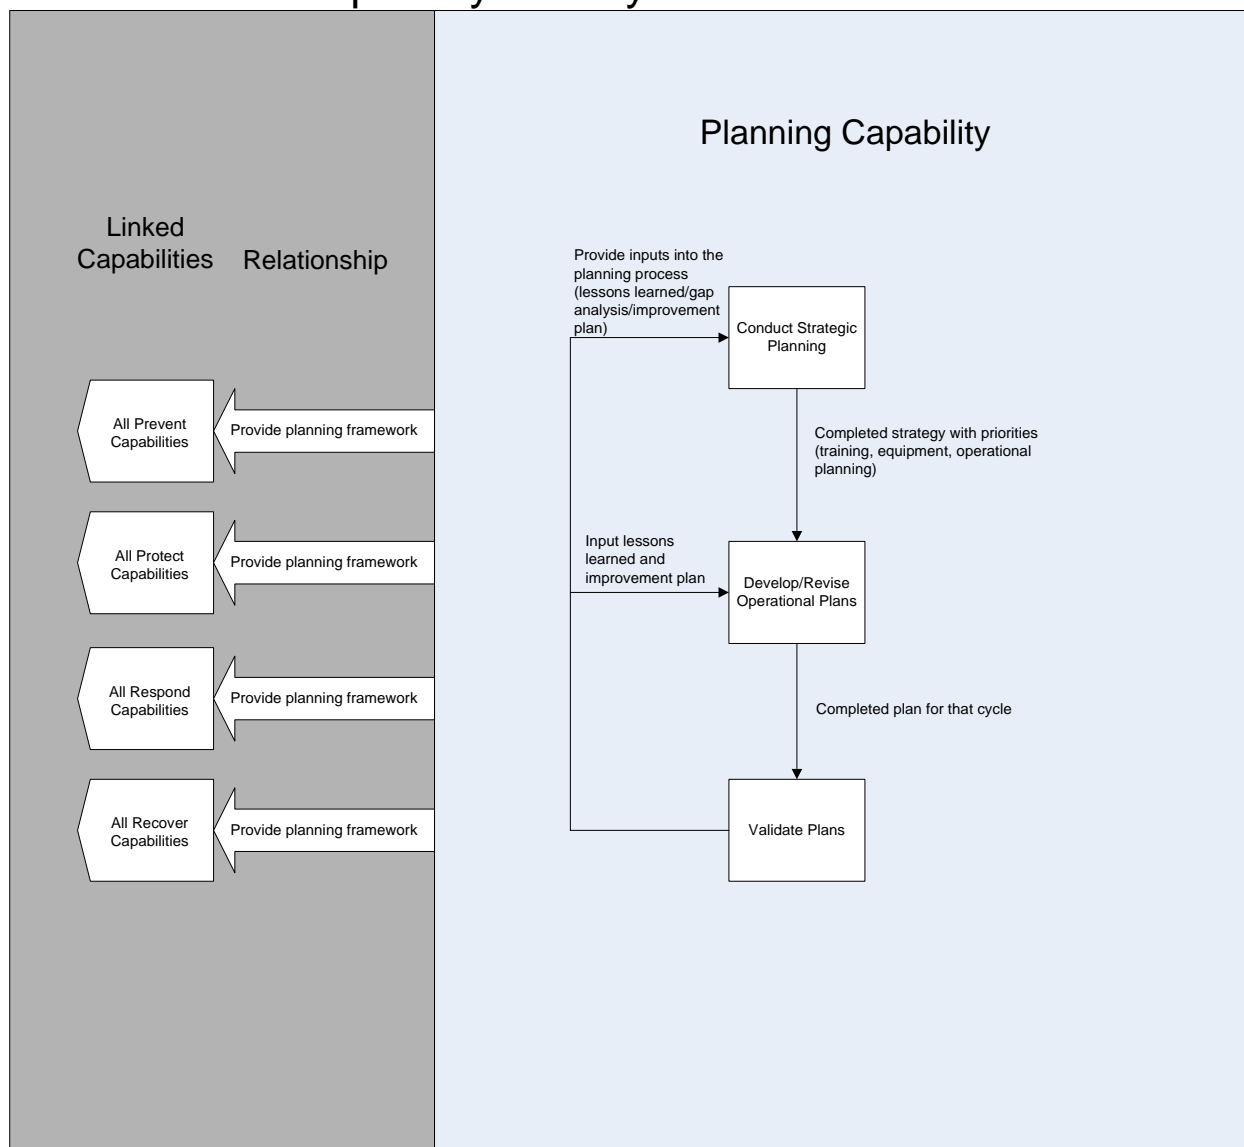 Planning Capability
Linked
Capabilities
Relationship
Provide inputs into the
planning process
(lessons learned/gap
analysis/improvement
plan)
Conduct Strategic
Planning
All Prevent
Capabilities
Provide planning framework
Completed strategy with priorities
(training, equipment, operational
planning)
All Protect
Capabilities
Provide planning framework
Input lessons
learned and
improvement plan
Develop/Revise
Operational Plans
All Respond
Capabilities
Provide planning framework
Completed plan for that cycle
All Recover
Capabilities
Provide planning framework
Validate Plans